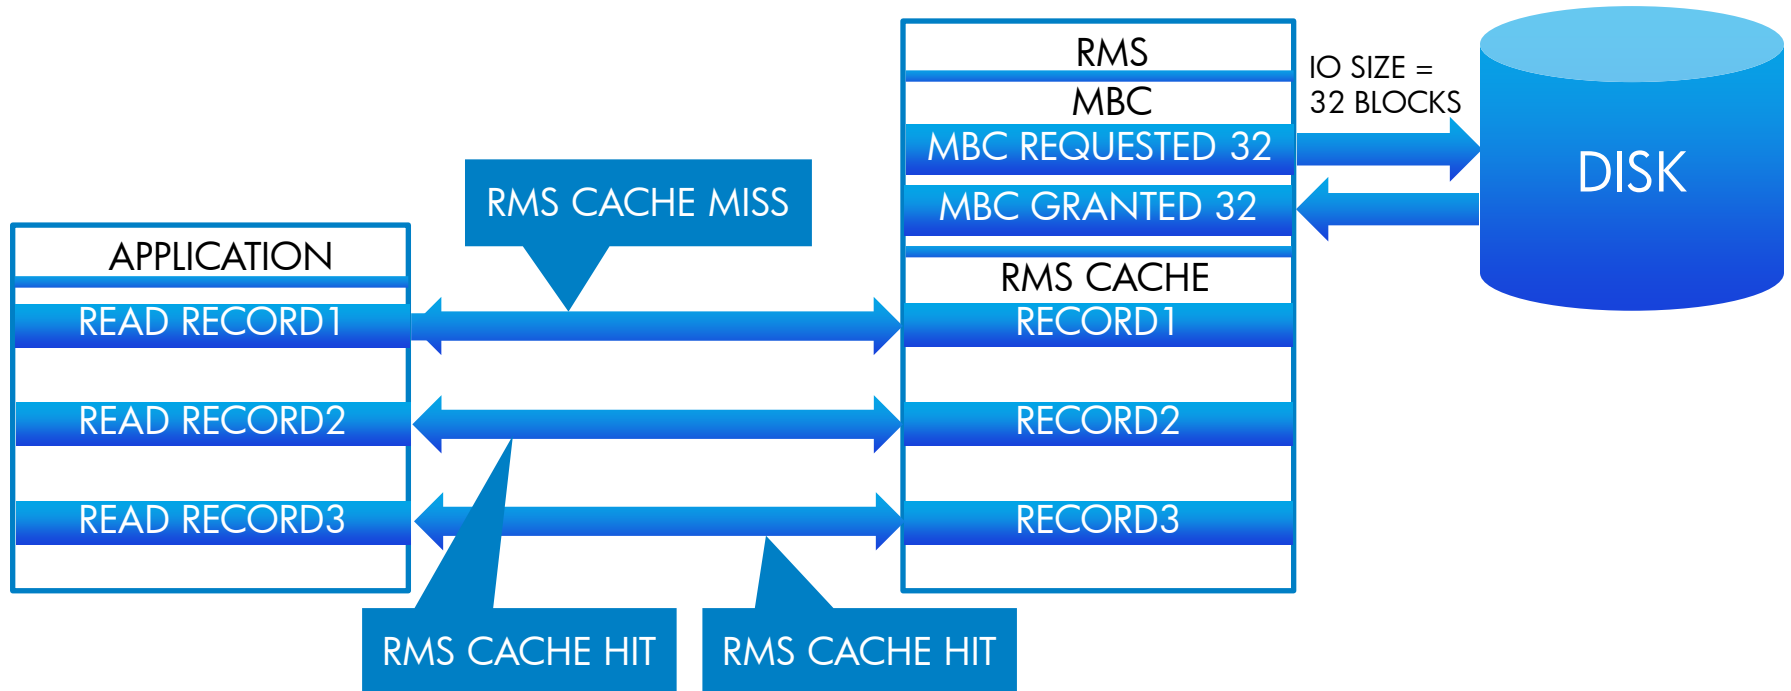 APPLICATION
READ RECORD1
READ RECORD2
READ RECORD3
RMS CACHE MISS
RMS CACHE HIT
RMS CACHE HIT
RMS
MBC
MBC REQUESTED 32
MBC GRANTED 32
RMS CACHE
RECORD1
RECORD2
RECORD3
IO SIZE =
32 BLOCKS
DISK